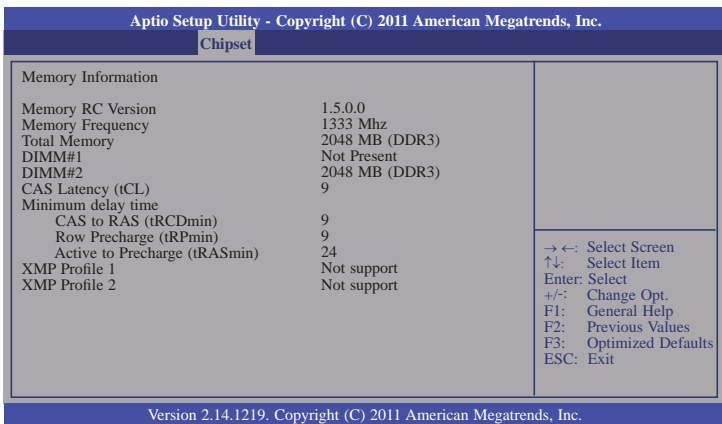 Aptio Setup Utility - Copyright (C) 2011 American Megatrends, Inc.
Chipset
Memory Information
Memory RC Version 1.5.0.0
Memory Frequency 1333 Mhz
Total Memory 2048 MB (DDR3)
DIMM#1 Not Present
DIMM#2 2048 MB (DDR3)
CAS Latency (tCL) 9
Minimum delay time
CAS to RAS (tRCDmin) 9
Row Precharge (tRPmin) 9
Active to Precharge (tRASmin) 24
XMP Profile 1 Not support
XMP Profile 2 Not support
→ ←: Select Screen
↑↓: Select Item
Enter: Select
+/-: Change Opt.
F1: General Help
F2: Previous Values
F3: Optimized Defaults
ESC: Exit
Version 2.14.1219. Copyright (C) 2011 American Megatrends, Inc.